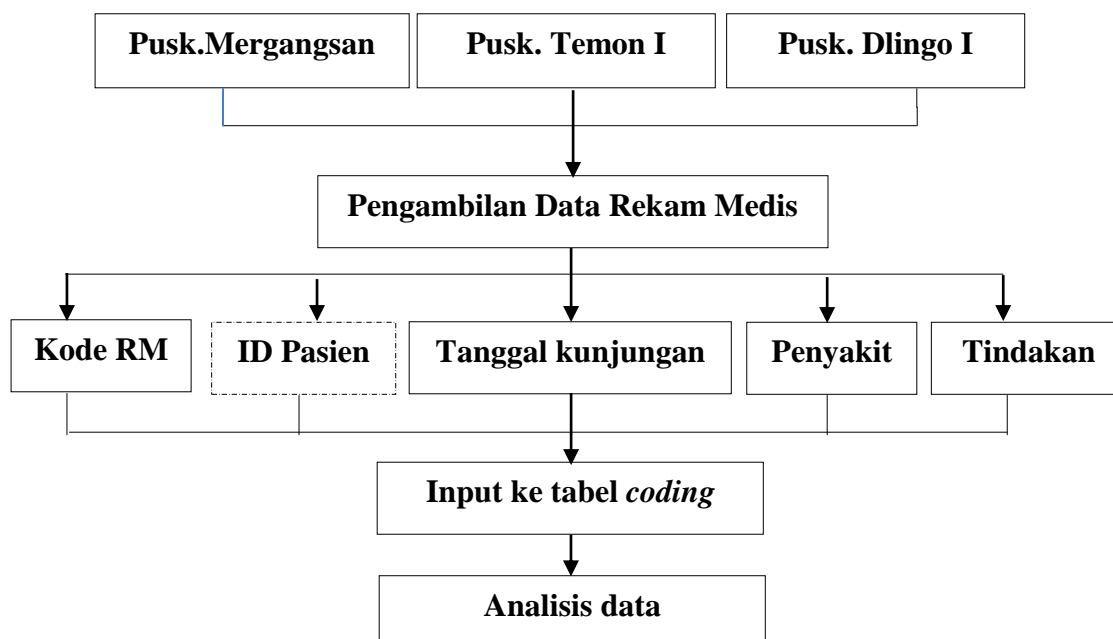 Pusk.Mergangsan
Pusk. Temon I
Pusk. Dlingo I
Pengambilan Data Rekam Medis
Kode RM
ID Pasien
Tanggal kunjungan
Penyakit
Tindakan
Input ke tabel coding
Analisis data